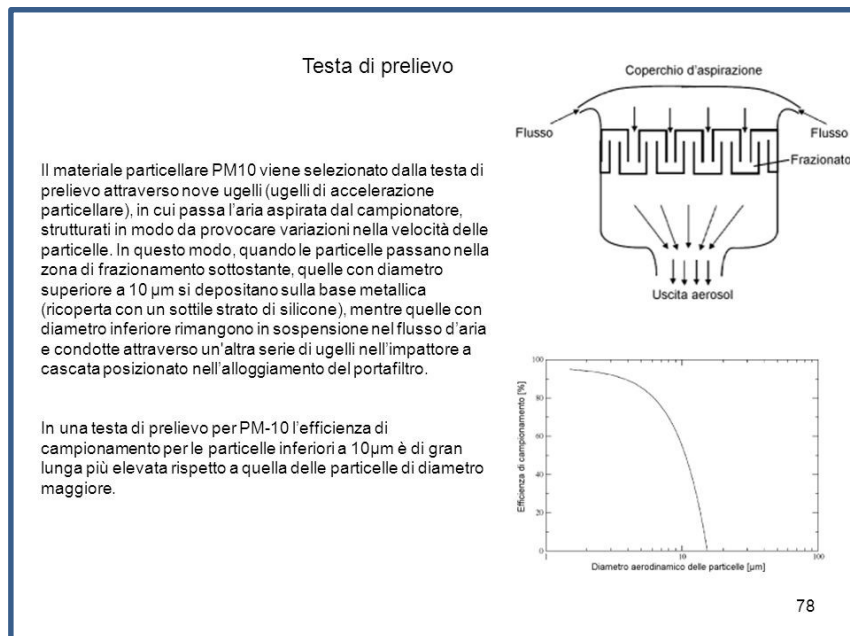 Testa di prelievo
Il materiale particellare PM10 viene selezionato dalla testa di
prelievo attraverso nove ugelli (ugelli di accelerazione
particellare), in cui passa l'aria aspirata dal campionatore,
strutturati in modo da provocare variazioni nella velocità delle
particelle. In questo modo, quando le particelle passano nella
zona di frazionamento sottostante, quelle con diametro
superiore a 10 µm si depositano sulla base metallica
(ricoperta con un sottile strato di silicone), mentre quelle con
diametro inferiore rimangono in sospensione nel flusso d'aria
e condotte attraverso un'altra serie di ugelli nell'impattore a
cascata posizionato nell'alloggiamento del portafiltro.
In una testa di prelievo per PM-10 l'efficienza di
campionamento per le particelle inferiori a 10µm è di gran
lunga più elevata rispetto a quella delle particelle di diametro
maggiore.
Coperchio d'aspirazione
Flusso
Flusso
Frazionato
Uscita aerosol
Efficienza di campionamento [%]
100
80
60
40
20
0
1
10
100
Diametro aerodinamico delle particelle [µm]
78